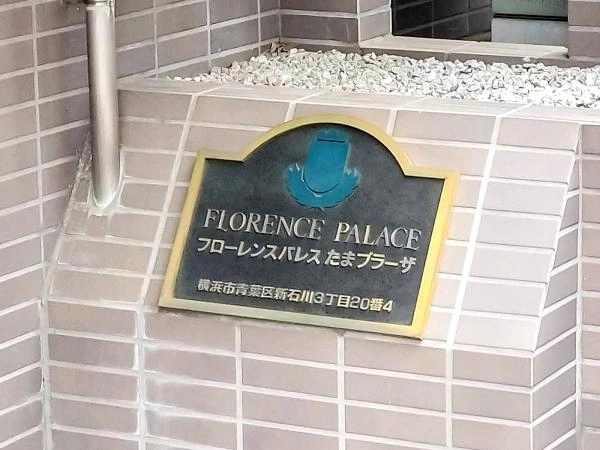 FLORENCE PALACE
フローレンスパレス たまプラーザ
横浜市青葉区新石川3丁目20番4